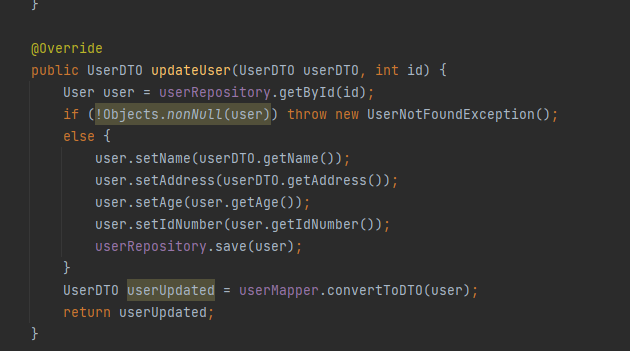 }
@Override
public UserDTO updateUser(UserDTO userDTO, int id) {
User user = userRepository.getById(id);
if (!Objects.nonNull(user)) throw new UserNotFoundException();
else {
user.setName(userDTO.getName());
user.setAddress(userDTO.getAddress());
user.setAge(user.getAge());
user.setIdNumber(user.getIdNumber());
userRepository.save(user);
}
UserDTO userUpdated = userMapper.convertToDTO(user);
return userUpdated;
}